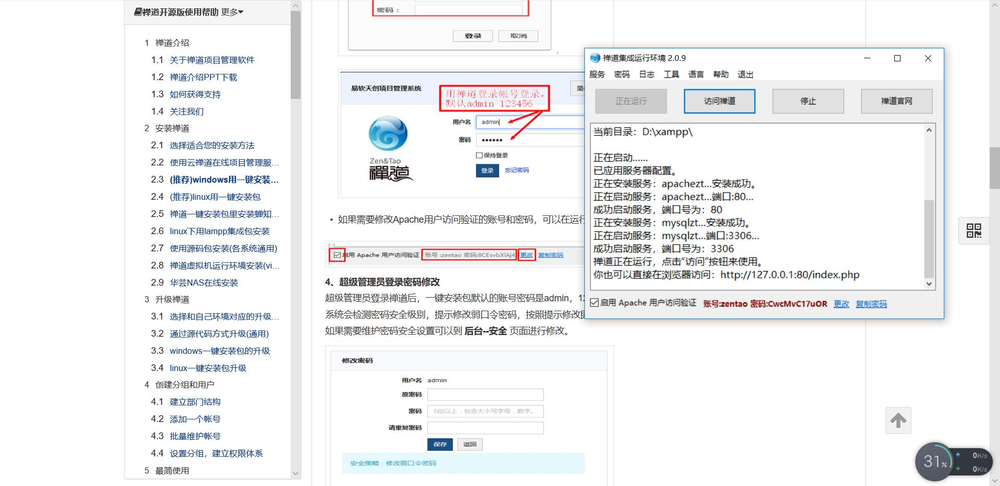 禅道开源版使用帮助 更多
1 禅道介绍
1.1 关于禅道项目管理软件
1.2 禅道介绍PPT下载
1.3 如何获得支持
1.4 关注我们
2 安装禅道
2.1 选择适合您的安装方法
2.2 使用云禅道在线项目管理服...
2.3 (推荐)windows用一键安装...
2.4 (推荐)linux用一键安装包
2.5 禅道一键安装包里安装蝉知...
2.6 linux下用lampp集成包安装
2.7 使用源码包安装(各系统通用)
2.8 禅道虚拟机运行环境安装(vi...
2.9 华芸NAS在线安装
3 升级禅道
3.1 选择和自己环境对应的升级...
3.2 通过源代码方式升级(通用)
3.3 windows一键安装包的升级
3.4 linux一键安装包升级
4 创建分组和用户
4.1 建立部门结构
4.2 添加一个帐号
4.3 批量维护帐号
4.4 设置分组，建立权限体系
5 最简使用
密码：
登录 取消
易软天创项目管理系统
用禅道登录帐号登录，
默认admin 123456
用户名 admin
密码 ••••••
保持登录
登录 忘记密码
Zen&Tao
禪道
• 如果需要修改Apache用户访问验证的账号和密码，可以在运行
启用 Apache 用户访问验证 账号:zentao 密码:8CEsvbXlAj4 更改 复制密码
4、超级管理员登录密码修改
超级管理员登录禅道后，一键安装包默认的账号密码是admin，12
系统会检测密码安全级别，提示修改弱口令密码，按照提示修改
如果需要维护密码安全设置可以到 后台--安全 页面进行修改。
修改密码
用户名 admin
原密码
密码 6位以上，包含大小写字母，数字。
请重复密码
保存 返回
安全策略：修改弱口令密码
禅道集成运行环境 2.0.9
服务 密码 日志 工具 语言 帮助 退出
正在运行 访问禅道 停止 禅道官网
当前目录：D:\xampp\
正在启动......
已应用服务器配置。
正在安装服务：apachezt...安装成功。
正在启动服务：apachezt...端口:80...
成功启动服务，端口号为：80
正在安装服务：mysqlzt...安装成功。
正在启动服务：mysqlzt...端口:3306...
成功启动服务，端口号为：3306
禅道正在运行，点击“访问”按钮来使用。
你也可以直接在浏览器访问：http://127.0.0.1:80/index.php
启用 Apache 用户访问验证 账号:zentao 密码:CwcMvC17uOR 更改 复制密码
31%
0K/s
0K/s